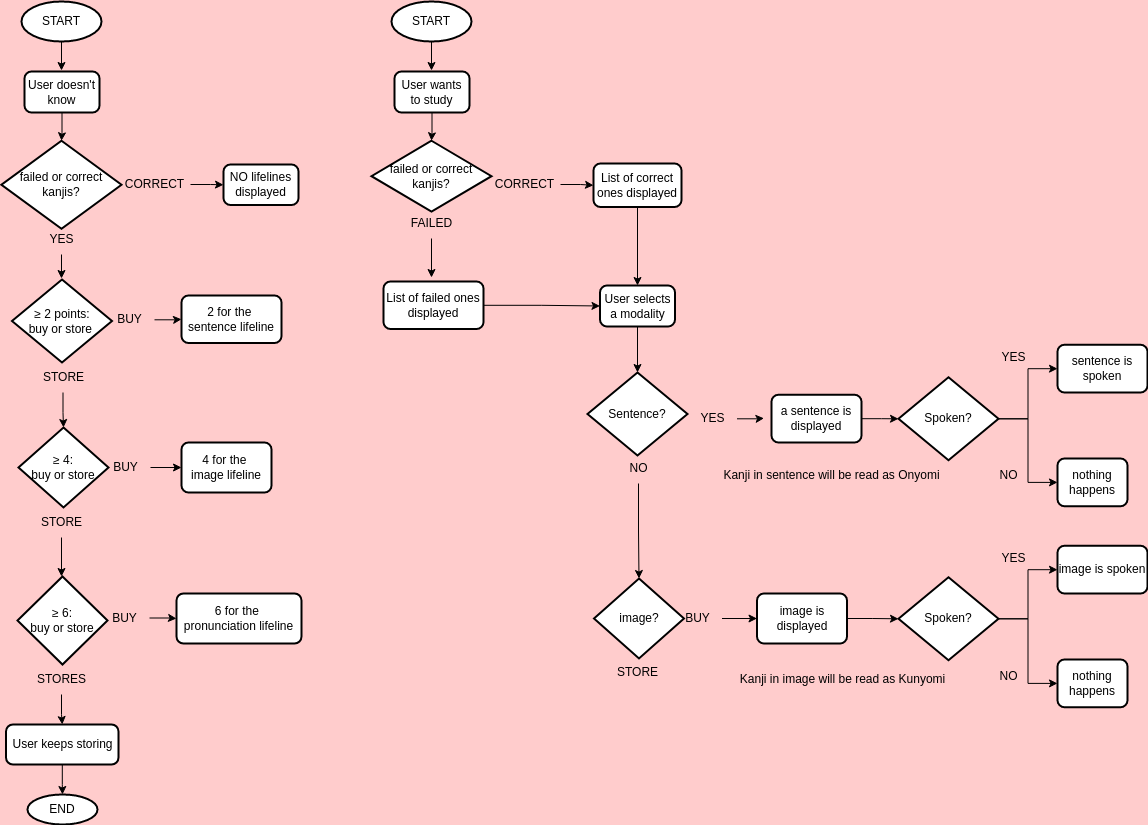 START
User doesn't
know
failed or correct
kanjis?
CORRECT
NO lifelines
displayed
YES
≥ 2 points:
buy or store
BUY
2 for the
sentence lifeline
STORE
≥ 4:
buy or store
BUY
4 for the
image lifeline
STORE
≥ 6:
buy or store
BUY
6 for the
pronunciation lifeline
STORES
User keeps storing
END
START
User wants
to study
failed or correct
kanjis?
CORRECT
List of correct
ones displayed
FAILED
List of failed ones
displayed
User selects
a modality
Sentence?
YES
a sentence is
displayed
Spoken?
YES
sentence is
spoken
NO
nothing
happens
Kanji in sentence will be read as Onyomi
NO
image?
BUY
image is
displayed
Spoken?
YES
image is spoken
NO
nothing
happens
Kanji in image will be read as Kunyomi
STORE